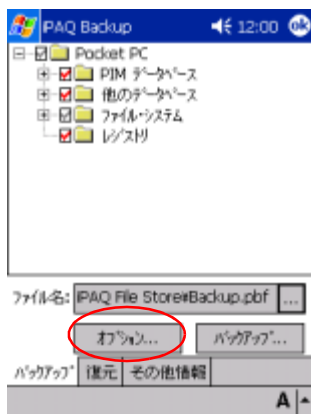 iPAQ Backup 12:00 ok
Pocket PC
PIM ﾃﾞｰﾀﾍﾞｰｽ
他のﾃﾞｰﾀﾍﾞｰｽ
ﾌｧｲﾙ･ｼｽﾃﾑ
ﾚｼﾞｽﾄﾘ
ﾌｧｲﾙ名: iPAQ File Store¥Backup.pbf ...
ｵﾌﾟｼｮﾝ... ﾊﾞｯｸｱｯﾌﾟ...
ﾊﾞｯｸｱｯﾌﾟ 復元 その他情報
A